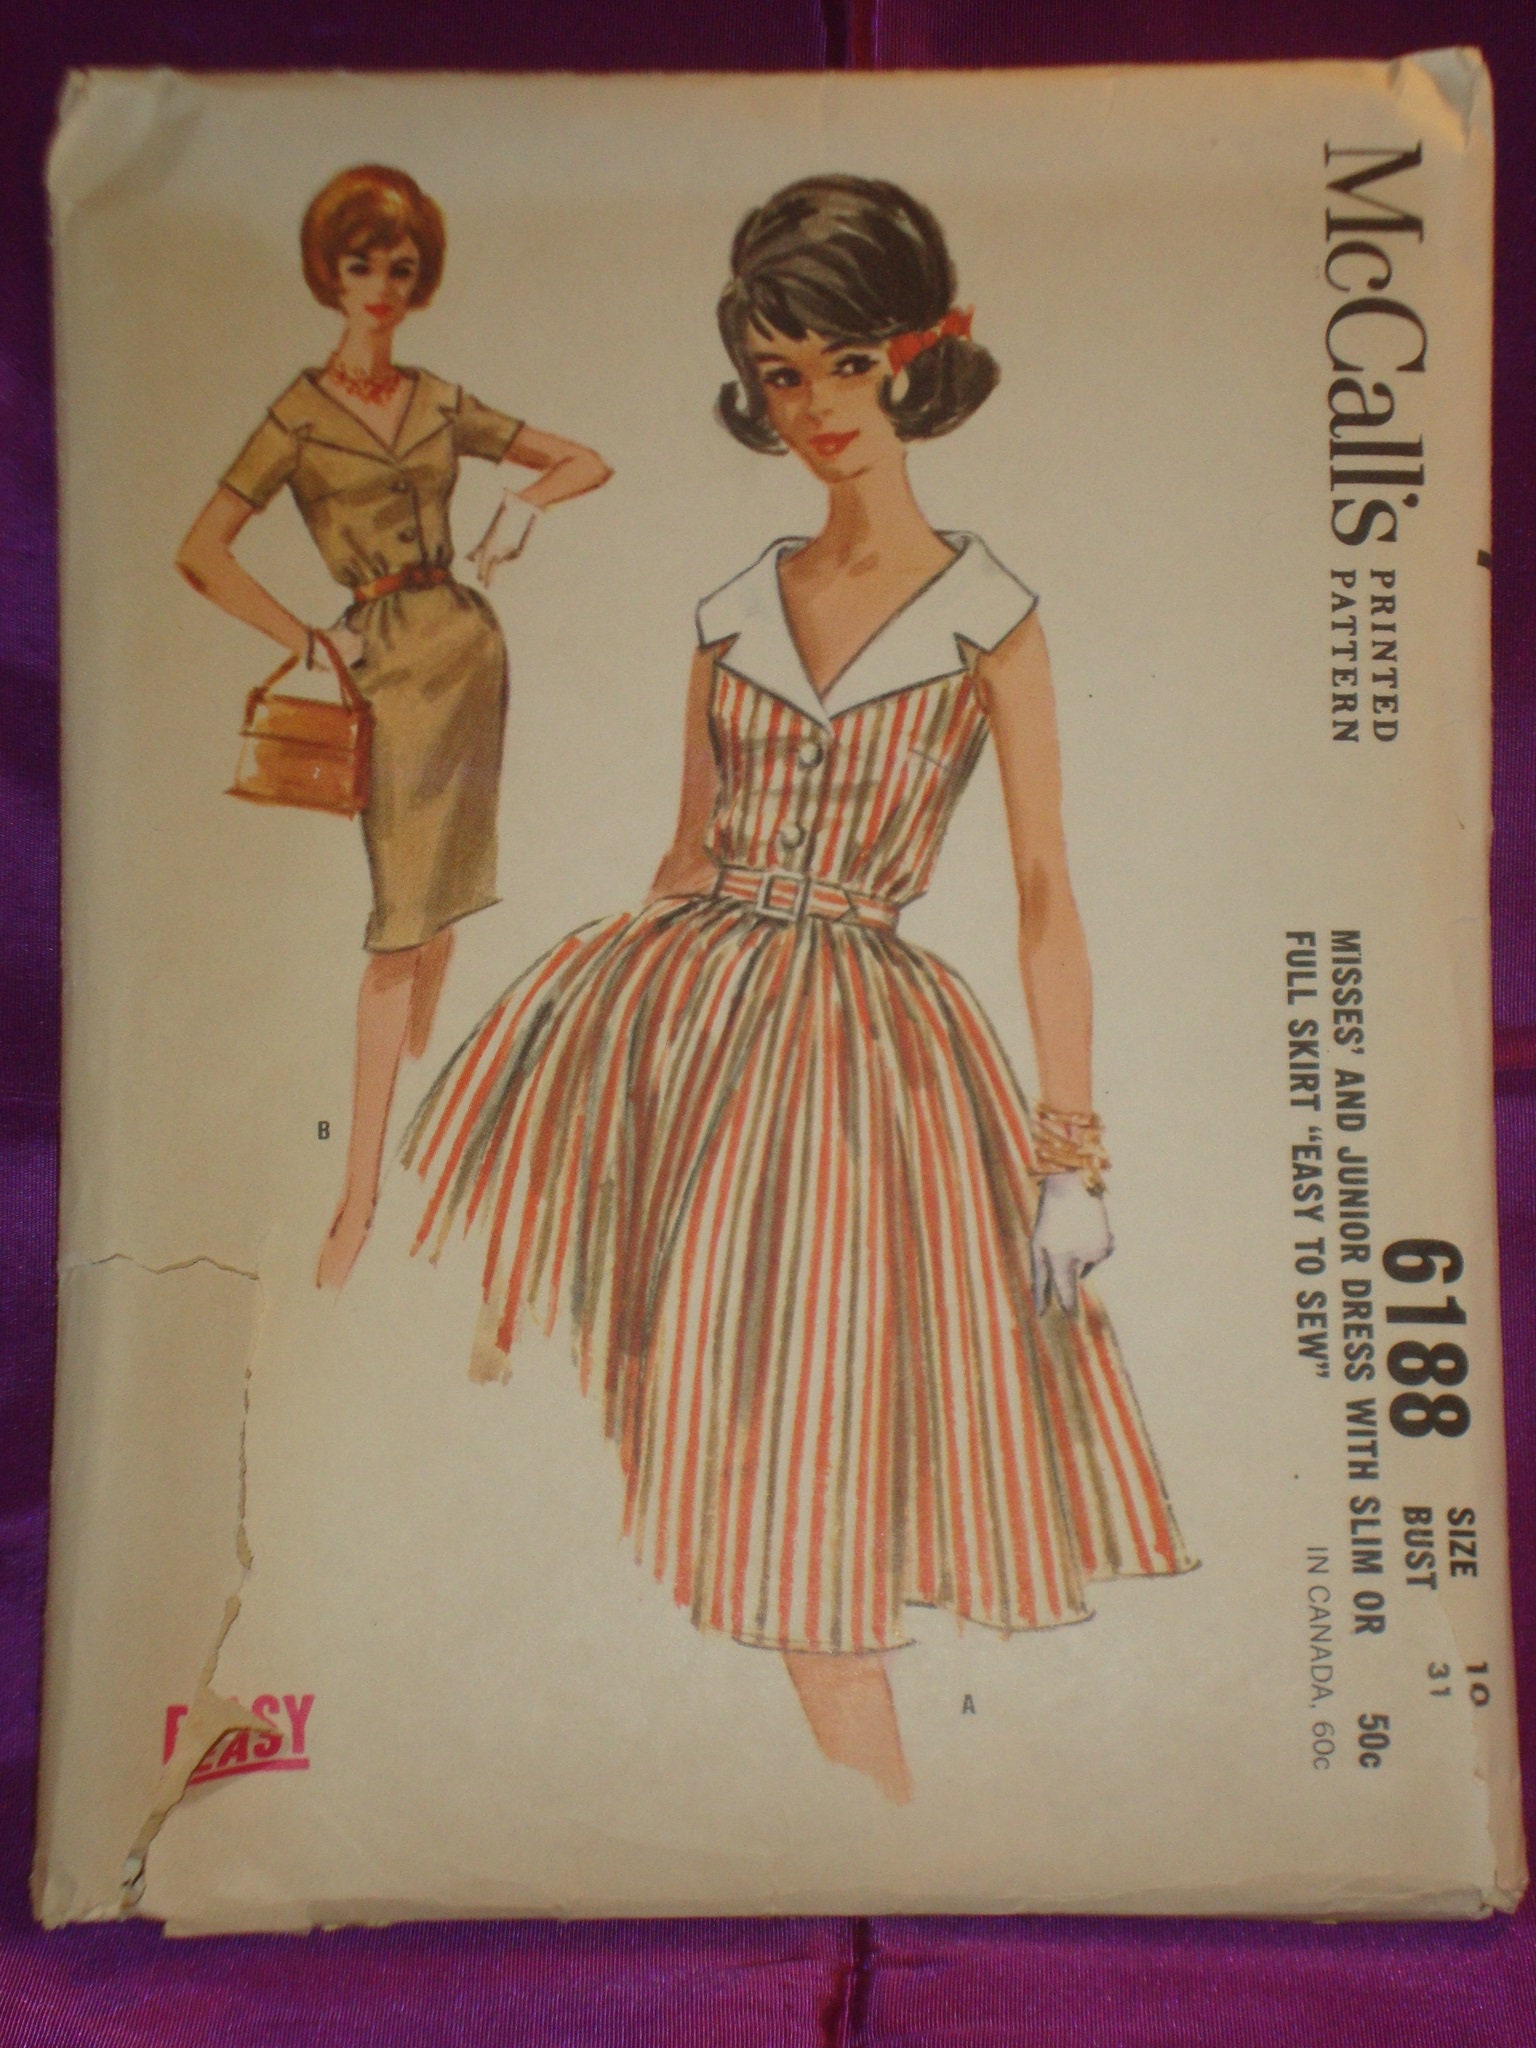 McCall's
PRINTED
PATTERN
6188
SIZE 10
BUST 31
MISSES' AND JUNIOR DRESS WITH SLIM OR 50c
FULL SKIRT "EASY TO SEW"
IN CANADA, 60c
B
A
EASY